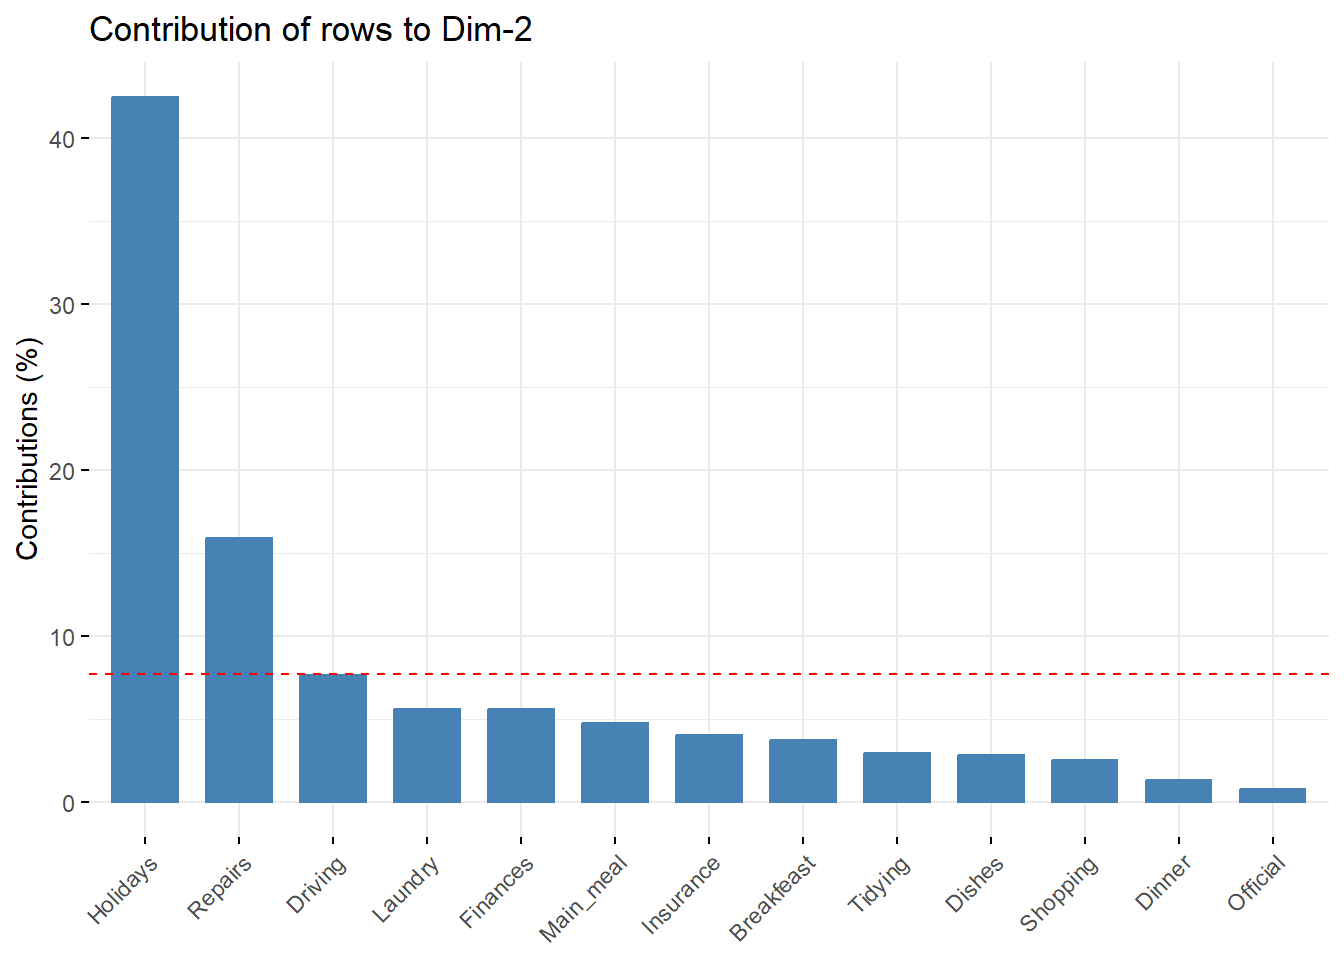 Contribution of rows to Dim-2
Contributions (%)
40
30
20
10
0
Holidays
Repairs
Driving
Laundry
Finances
Main_meal
Insurance
Breakfeast
Tidying
Dishes
Shopping
Dinner
Official